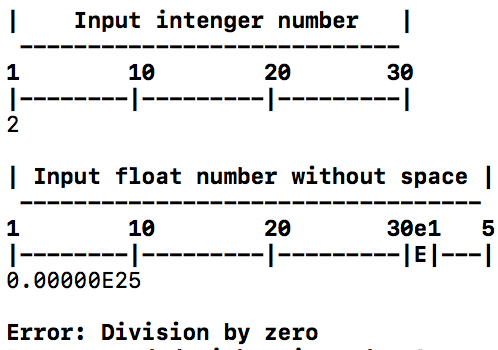 |    Input intenger number   |
 ----------------------------
1       10       20       30
|--------|---------|---------|
2
| Input float number without space |
 ----------------------------------
1       10       20       30e1   5
|--------|---------|---------|E|---|
0.00000E25
Error: Division by zero